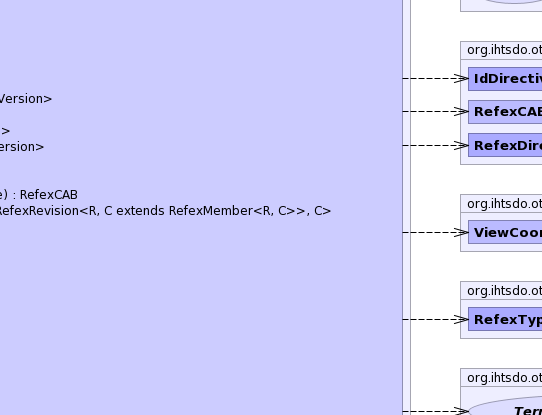 org.ihtsdo.ot
IdDirectiv
Version>
RefexCAB
>
ersion>
RefexDire
e) : RefexCAB
RefexRevision<R, C extends RefexMember<R, C>>, C>
org.ihtsdo.ot
ViewCoor
org.ihtsdo.ot
RefexTyp
org.ihtsdo.ot
Tern